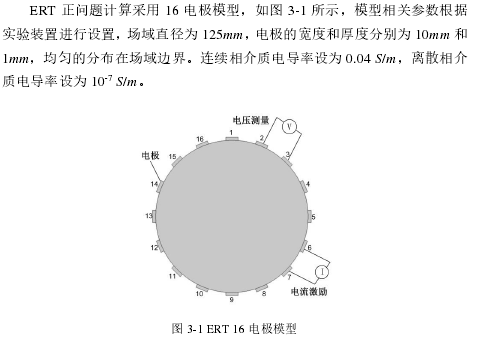 ERT 正问题计算采用 16 电极模型，如图 3-1 所示，模型相关参数根据
实验装置进行设置，场域直径为 125mm，电极的宽度和厚度分别为 10mm 和
1mm，均匀的分布在场域边界。连续相介质电导率设为 0.04 S/m，离散相介
质电导率设为 10⁻⁷ S/m。
电压测量
V
电极
1
2
3
4
5
6
7
8
9
10
11
12
13
14
15
16
I
电流激励
图 3-1 ERT 16 电极模型